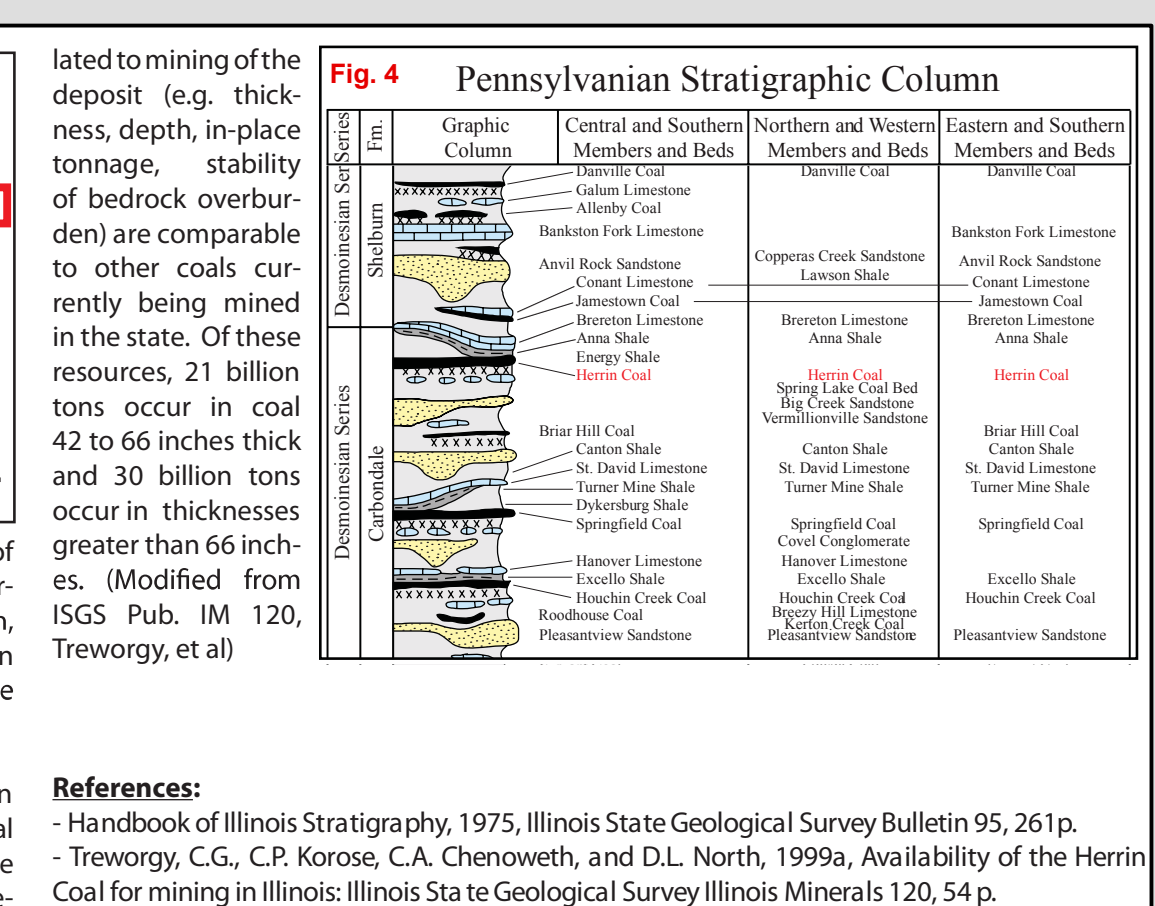 lated to mining of the
deposit (e.g. thick-
ness, depth, in-place
tonnage, stability
of bedrock overbur-
den) are comparable
to other coals cur-
rently being mined
in the state. Of these
resources, 21 billion
tons occur in coal
42 to 66 inches thick
and 30 billion tons
occur in thicknesses
greater than 66 inch-
es. (Modified from
ISGS Pub. IM 120,
Treworgy, et al)
Fig. 4 Pennsylvanian Stratigraphic Column
Series
Fm.
Graphic
Column
Central and Southern
Members and Beds
Northern and Western
Members and Beds
Eastern and Southern
Members and Beds
Desmoinesian Series
Shelburn
Desmoinesian Series
Carbondale
Danville Coal
Galum Limestone
Allenby Coal
Bankston Fork Limestone
Anvil Rock Sandstone
Conant Limestone
Jamestown Coal
Brereton Limestone
Anna Shale
Energy Shale
Herrin Coal
Briar Hill Coal
Canton Shale
St. David Limestone
Turner Mine Shale
Dykersburg Shale
Springfield Coal
Hanover Limestone
Excello Shale
Houchin Creek Coal
Roodhouse Coal
Pleasantview Sandstone
Danville Coal
Copperas Creek Sandstone
Lawson Shale
Brereton Limestone
Anna Shale
Herrin Coal
Spring Lake Coal Bed
Big Creek Sandstone
Vermillionville Sandstone
Canton Shale
St. David Limestone
Turner Mine Shale
Springfield Coal
Covel Conglomerate
Hanover Limestone
Excello Shale
Houchin Creek Coal
Breezy Hill Limestone
Kerton Creek Coal
Pleasantview Sandstone
Danville Coal
Bankston Fork Limestone
Anvil Rock Sandstone
Conant Limestone
Jamestown Coal
Brereton Limestone
Anna Shale
Herrin Coal
Briar Hill Coal
Canton Shale
St. David Limestone
Turner Mine Shale
Springfield Coal
Excello Shale
Houchin Creek Coal
Pleasantview Sandstone
References:
- Handbook of Illinois Stratigraphy, 1975, Illinois State Geological Survey Bulletin 95, 261p.
- Treworgy, C.G., C.P. Korose, C.A. Chenoweth, and D.L. North, 1999a, Availability of the Herrin
Coal for mining in Illinois: Illinois State Geological Survey Illinois Minerals 120, 54 p.